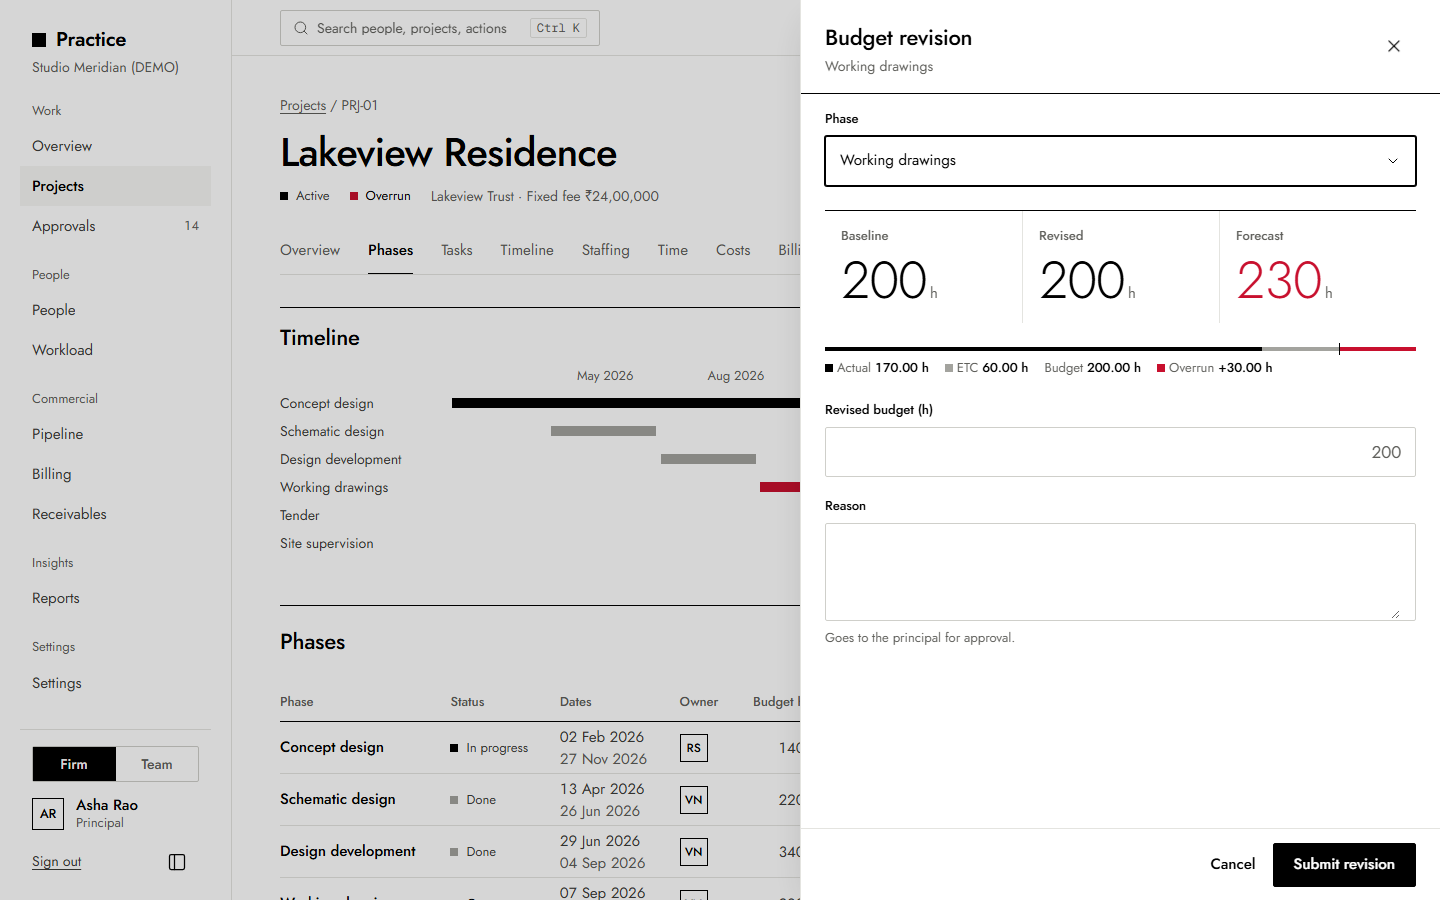 Practice
Studio Meridian (DEMO)
Work
Overview
Projects
Approvals 14
People
People
Workload
Commercial
Pipeline
Billing
Receivables
Insights
Reports
Settings
Settings
Firm Team
AR Asha Rao
Principal
Sign out
Search people, projects, actions Ctrl K
Projects / PRJ-01
Lakeview Residence
Active Overrun Lakeview Trust · Fixed fee ₹24,00,000
Overview Phases Tasks Timeline Staffing Time Costs Billi
Timeline
May 2026 Aug 2026
Concept design
Schematic design
Design development
Working drawings
Tender
Site supervision
Phases
Phase Status Dates Owner Budget
Concept design In progress 02 Feb 2026 RS 140
27 Nov 2026
Schematic design Done 13 Apr 2026 VN 220
26 Jun 2026
Design development Done 29 Jun 2026 VN 340
04 Sep 2026
07 Sep 2026
Budget revision
Working drawings
Phase
Working drawings
Baseline Revised Forecast
200 h 200 h 230 h
Actual 170.00 h ETC 60.00 h Budget 200.00 h Overrun +30.00 h
Revised budget (h)
200
Reason
Goes to the principal for approval.
Cancel Submit revision